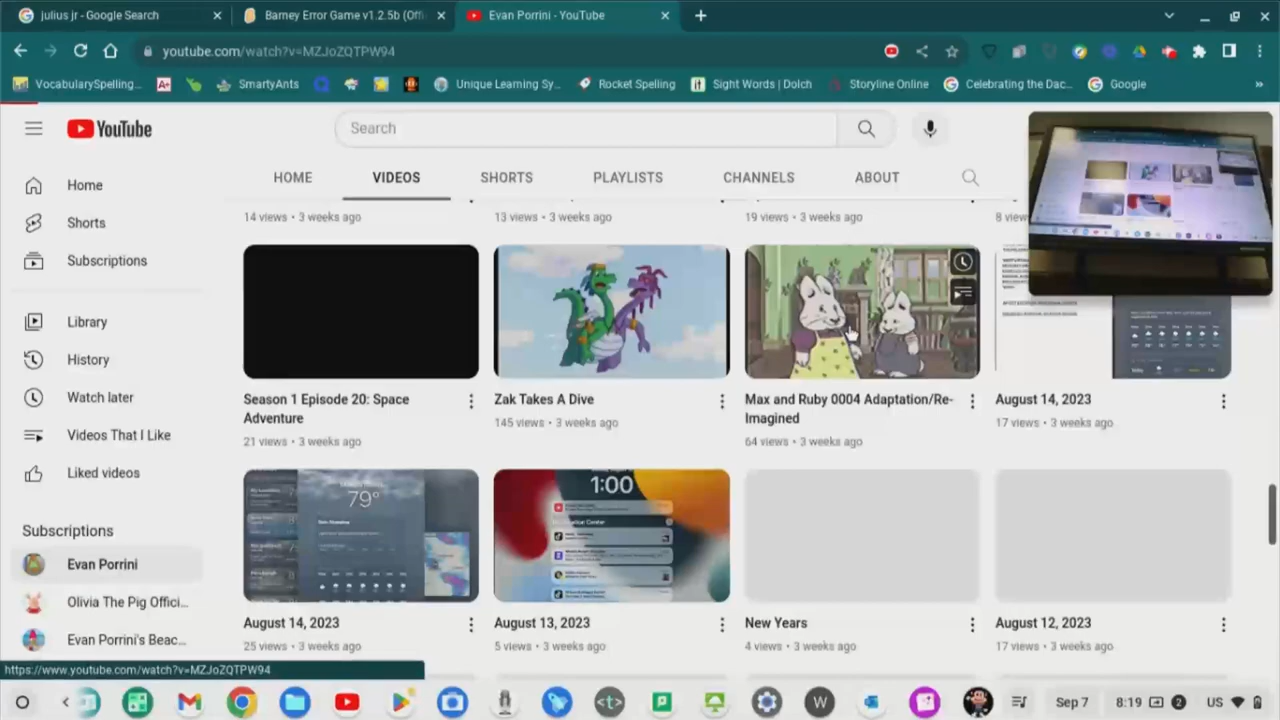 julius jr - Google Search
Barney Error Game v1.2.5b (Offi
Evan Porrini - YouTube
youtube.com/watch?v=MZJoZQTPW94
VocabularySpelling...
SmartyAnts
Unique Learning Sy...
Rocket Spelling
Sight Words | Dolch
Storyline Online
Celebrating the Dac...
Google
»
YouTube
Search
HOME
VIDEOS
SHORTS
PLAYLISTS
CHANNELS
ABOUT
Home
Shorts
Subscriptions
Library
History
Watch later
Videos That I Like
Liked videos
Subscriptions
Evan Porrini
Olivia The Pig Offici...
Evan Porrini's Beac...
14 views • 3 weeks ago
13 views • 3 weeks ago
19 views • 3 weeks ago
8 view
Season 1 Episode 20: Space
Adventure
21 views • 3 weeks ago
Zak Takes A Dive
145 views • 3 weeks ago
Max and Ruby 0004 Adaptation/Re-
Imagined
64 views • 3 weeks ago
August 14, 2023
17 views • 3 weeks ago
79°
1:00
August 14, 2023
25 views • 3 weeks ago
August 13, 2023
5 views • 3 weeks ago
New Years
4 views • 3 weeks ago
August 12, 2023
17 views • 3 weeks ago
https://www.youtube.com/watch?v=MZJoZQTPW94
Sep 7
8:19
2
US